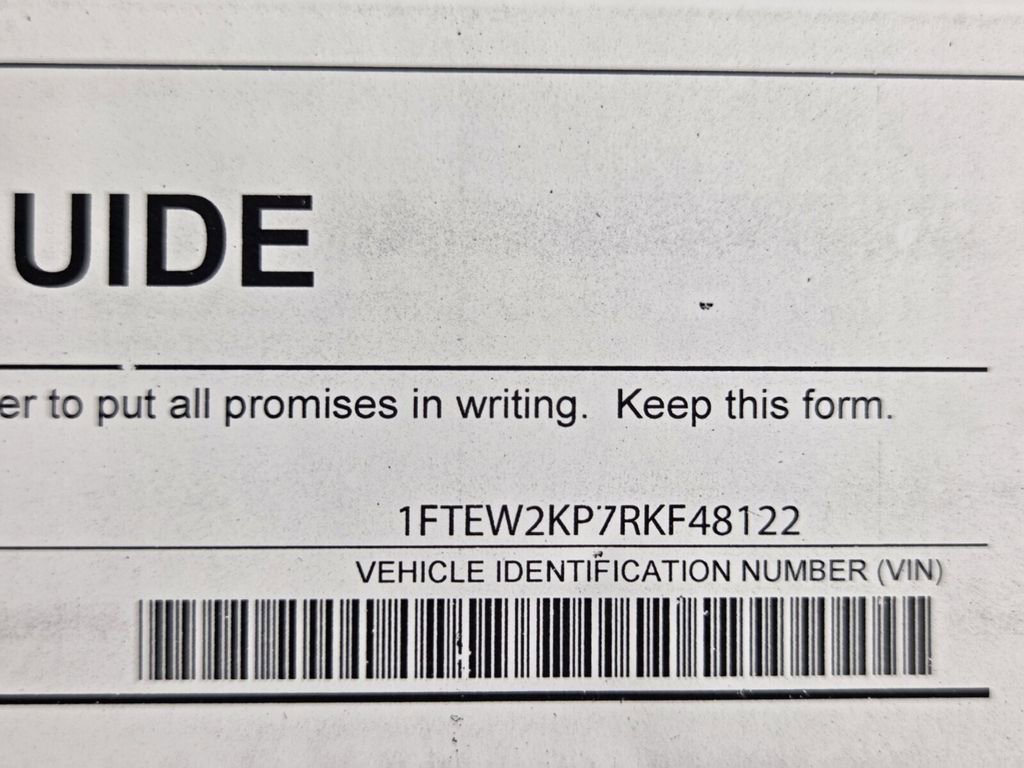 UIDE
er to put all promises in writing. Keep this form.
1FTEW2KP7RKF48122
VEHICLE IDENTIFICATION NUMBER (VIN)